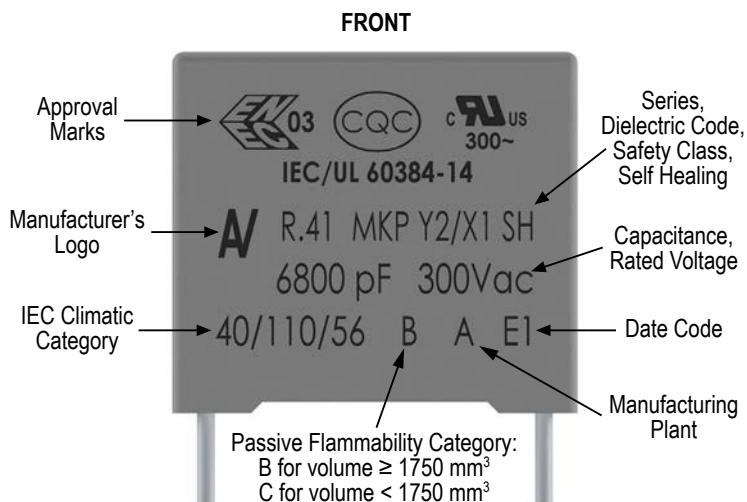 FRONT
Approval
Marks
ENEC 03 CQC C RU US
300~
IEC/UL 60384-14
Series,
Dielectric Code,
Safety Class,
Self Healing
Manufacturer's
Logo
R.41 MKP Y2/X1 SH
Capacitance,
Rated Voltage
6800 pF 300Vac
IEC Climatic
Category
40/110/56 B A E1
Date Code
Manufacturing
Plant
Passive Flammability Category:
B for volume ≥ 1750 mm³
C for volume < 1750 mm³